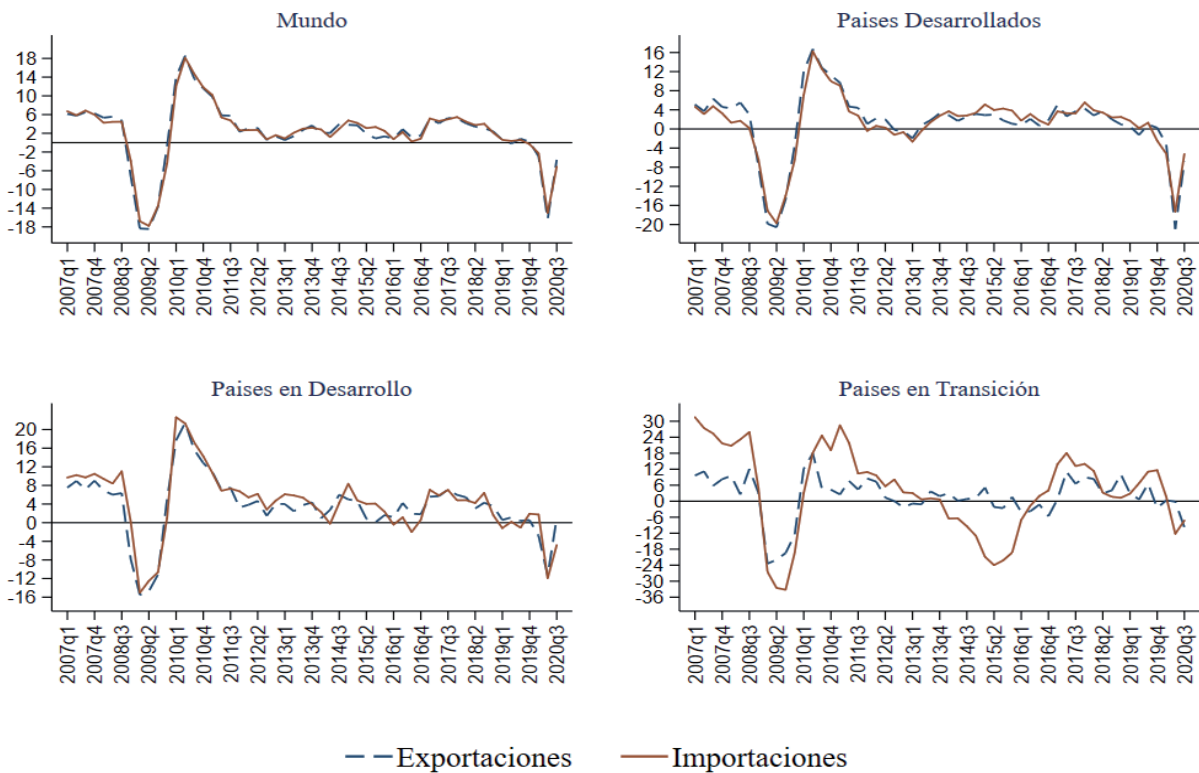 Mundo
18
14
10
6
2
-2
-6
-10
-14
-18
2007q1
2007q4
2008q3
2009q2
2010q1
2010q4
2011q3
2012q2
2013q1
2013q4
2014q3
2015q2
2016q1
2016q4
2017q3
2018q2
2019q1
2019q4
2020q3
Paises Desarrollados
16
12
8
4
0
-4
-8
-12
-16
-20
2007q1
2007q4
2008q3
2009q2
2010q1
2010q4
2011q3
2012q2
2013q1
2013q4
2014q3
2015q2
2016q1
2016q4
2017q3
2018q2
2019q1
2019q4
2020q3
Paises en Desarrollo
20
16
12
8
4
0
-4
-8
-12
-16
2007q1
2007q4
2008q3
2009q2
2010q1
2010q4
2011q3
2012q2
2013q1
2013q4
2014q3
2015q2
2016q1
2016q4
2017q3
2018q2
2019q1
2019q4
2020q3
Paises en Transición
30
24
18
12
6
0
-6
-12
-18
-24
-30
-36
2007q1
2007q4
2008q3
2009q2
2010q1
2010q4
2011q3
2012q2
2013q1
2013q4
2014q3
2015q2
2016q1
2016q4
2017q3
2018q2
2019q1
2019q4
2020q3
Exportaciones
Importaciones